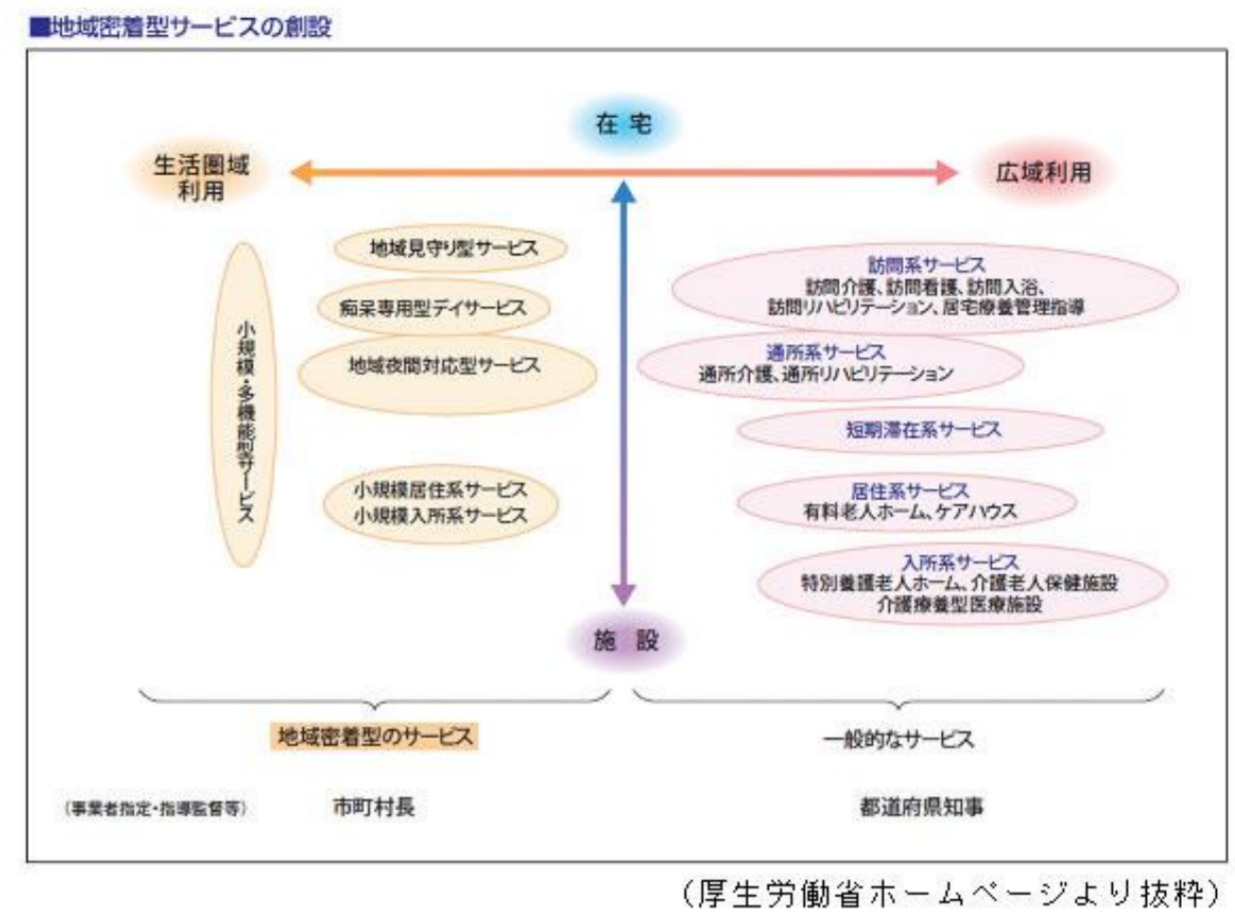 ■地域密着型サービスの創設
在宅
生活圏域
利用
広域利用
地域見守り型サービス
痴呆専用型デイサービス
地域夜間対応型サービス
小規模・多機能型サービス
小規模居住系サービス
小規模入所系サービス
訪問系サービス
訪問介護、訪問看護、訪問入浴、
訪問リハビリテーション、居宅療養管理指導
通所系サービス
通所介護、通所リハビリテーション
短期滞在系サービス
居住系サービス
有料老人ホーム、ケアハウス
入所系サービス
特別養護老人ホーム、介護老人保健施設
介護療養型医療施設
施設
地域密着型のサービス
一般的なサービス
（事業者指定・指導監督等）
市町村長
都道府県知事
（厚生労働省ホームページより抜粋）